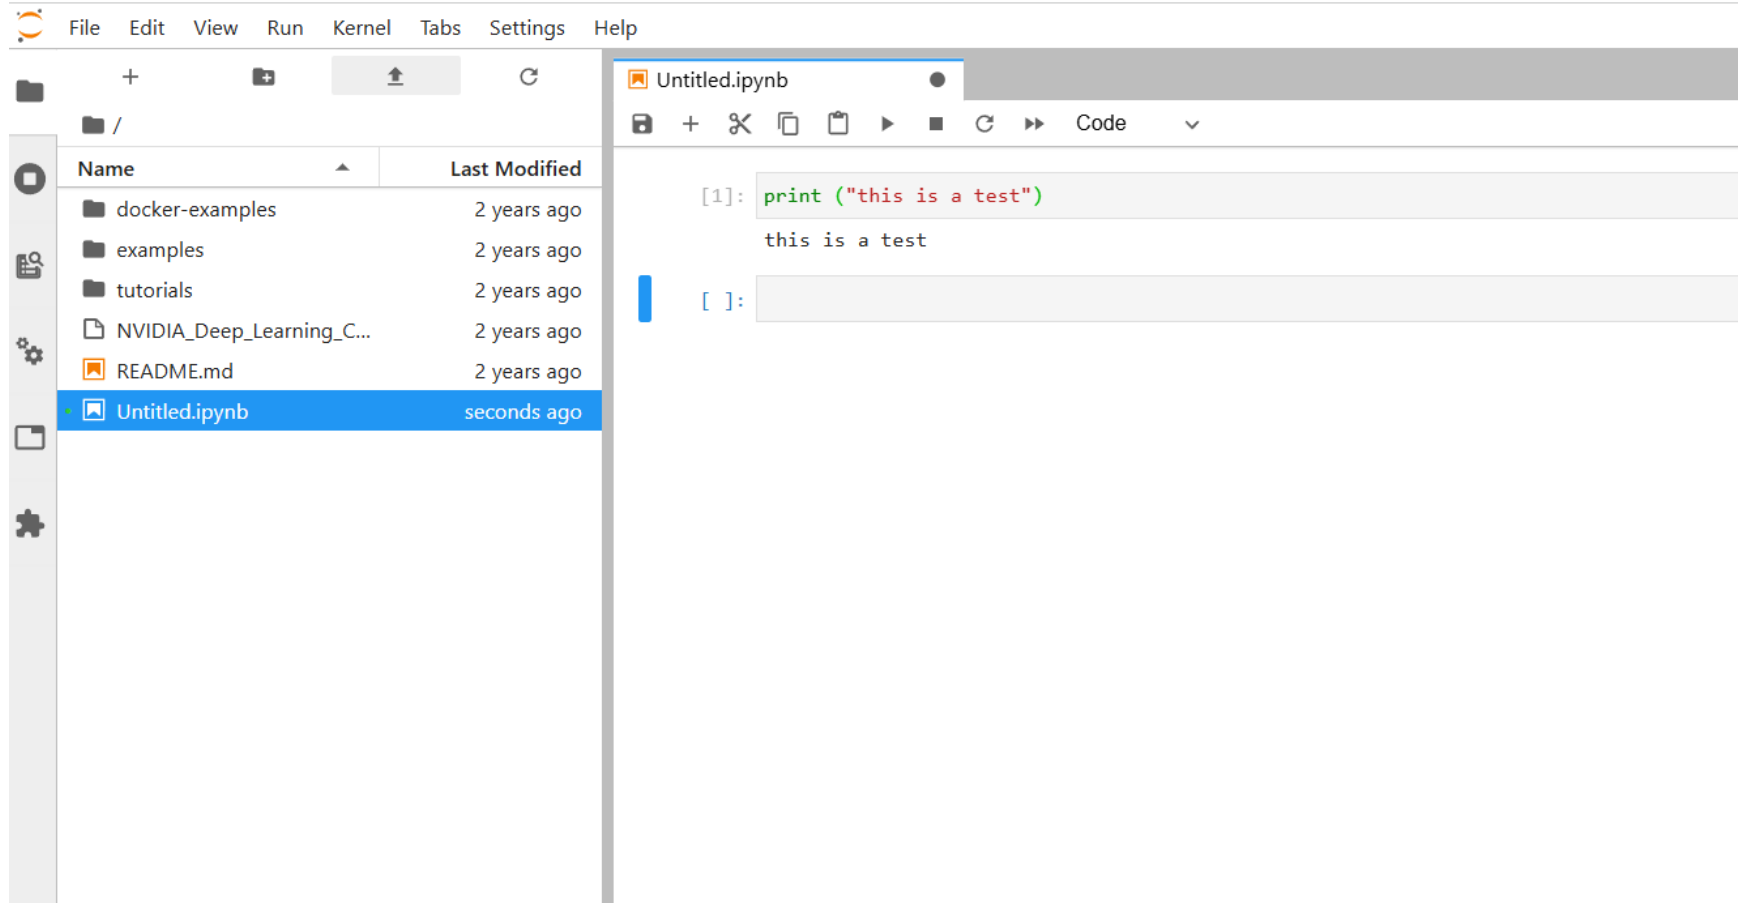 File Edit View Run Kernel Tabs Settings Help
/
Name Last Modified
docker-examples 2 years ago
examples 2 years ago
tutorials 2 years ago
NVIDIA_Deep_Learning_C... 2 years ago
README.md 2 years ago
Untitled.ipynb seconds ago
Untitled.ipynb
Code
[1]: print ("this is a test")
this is a test
[ ]: